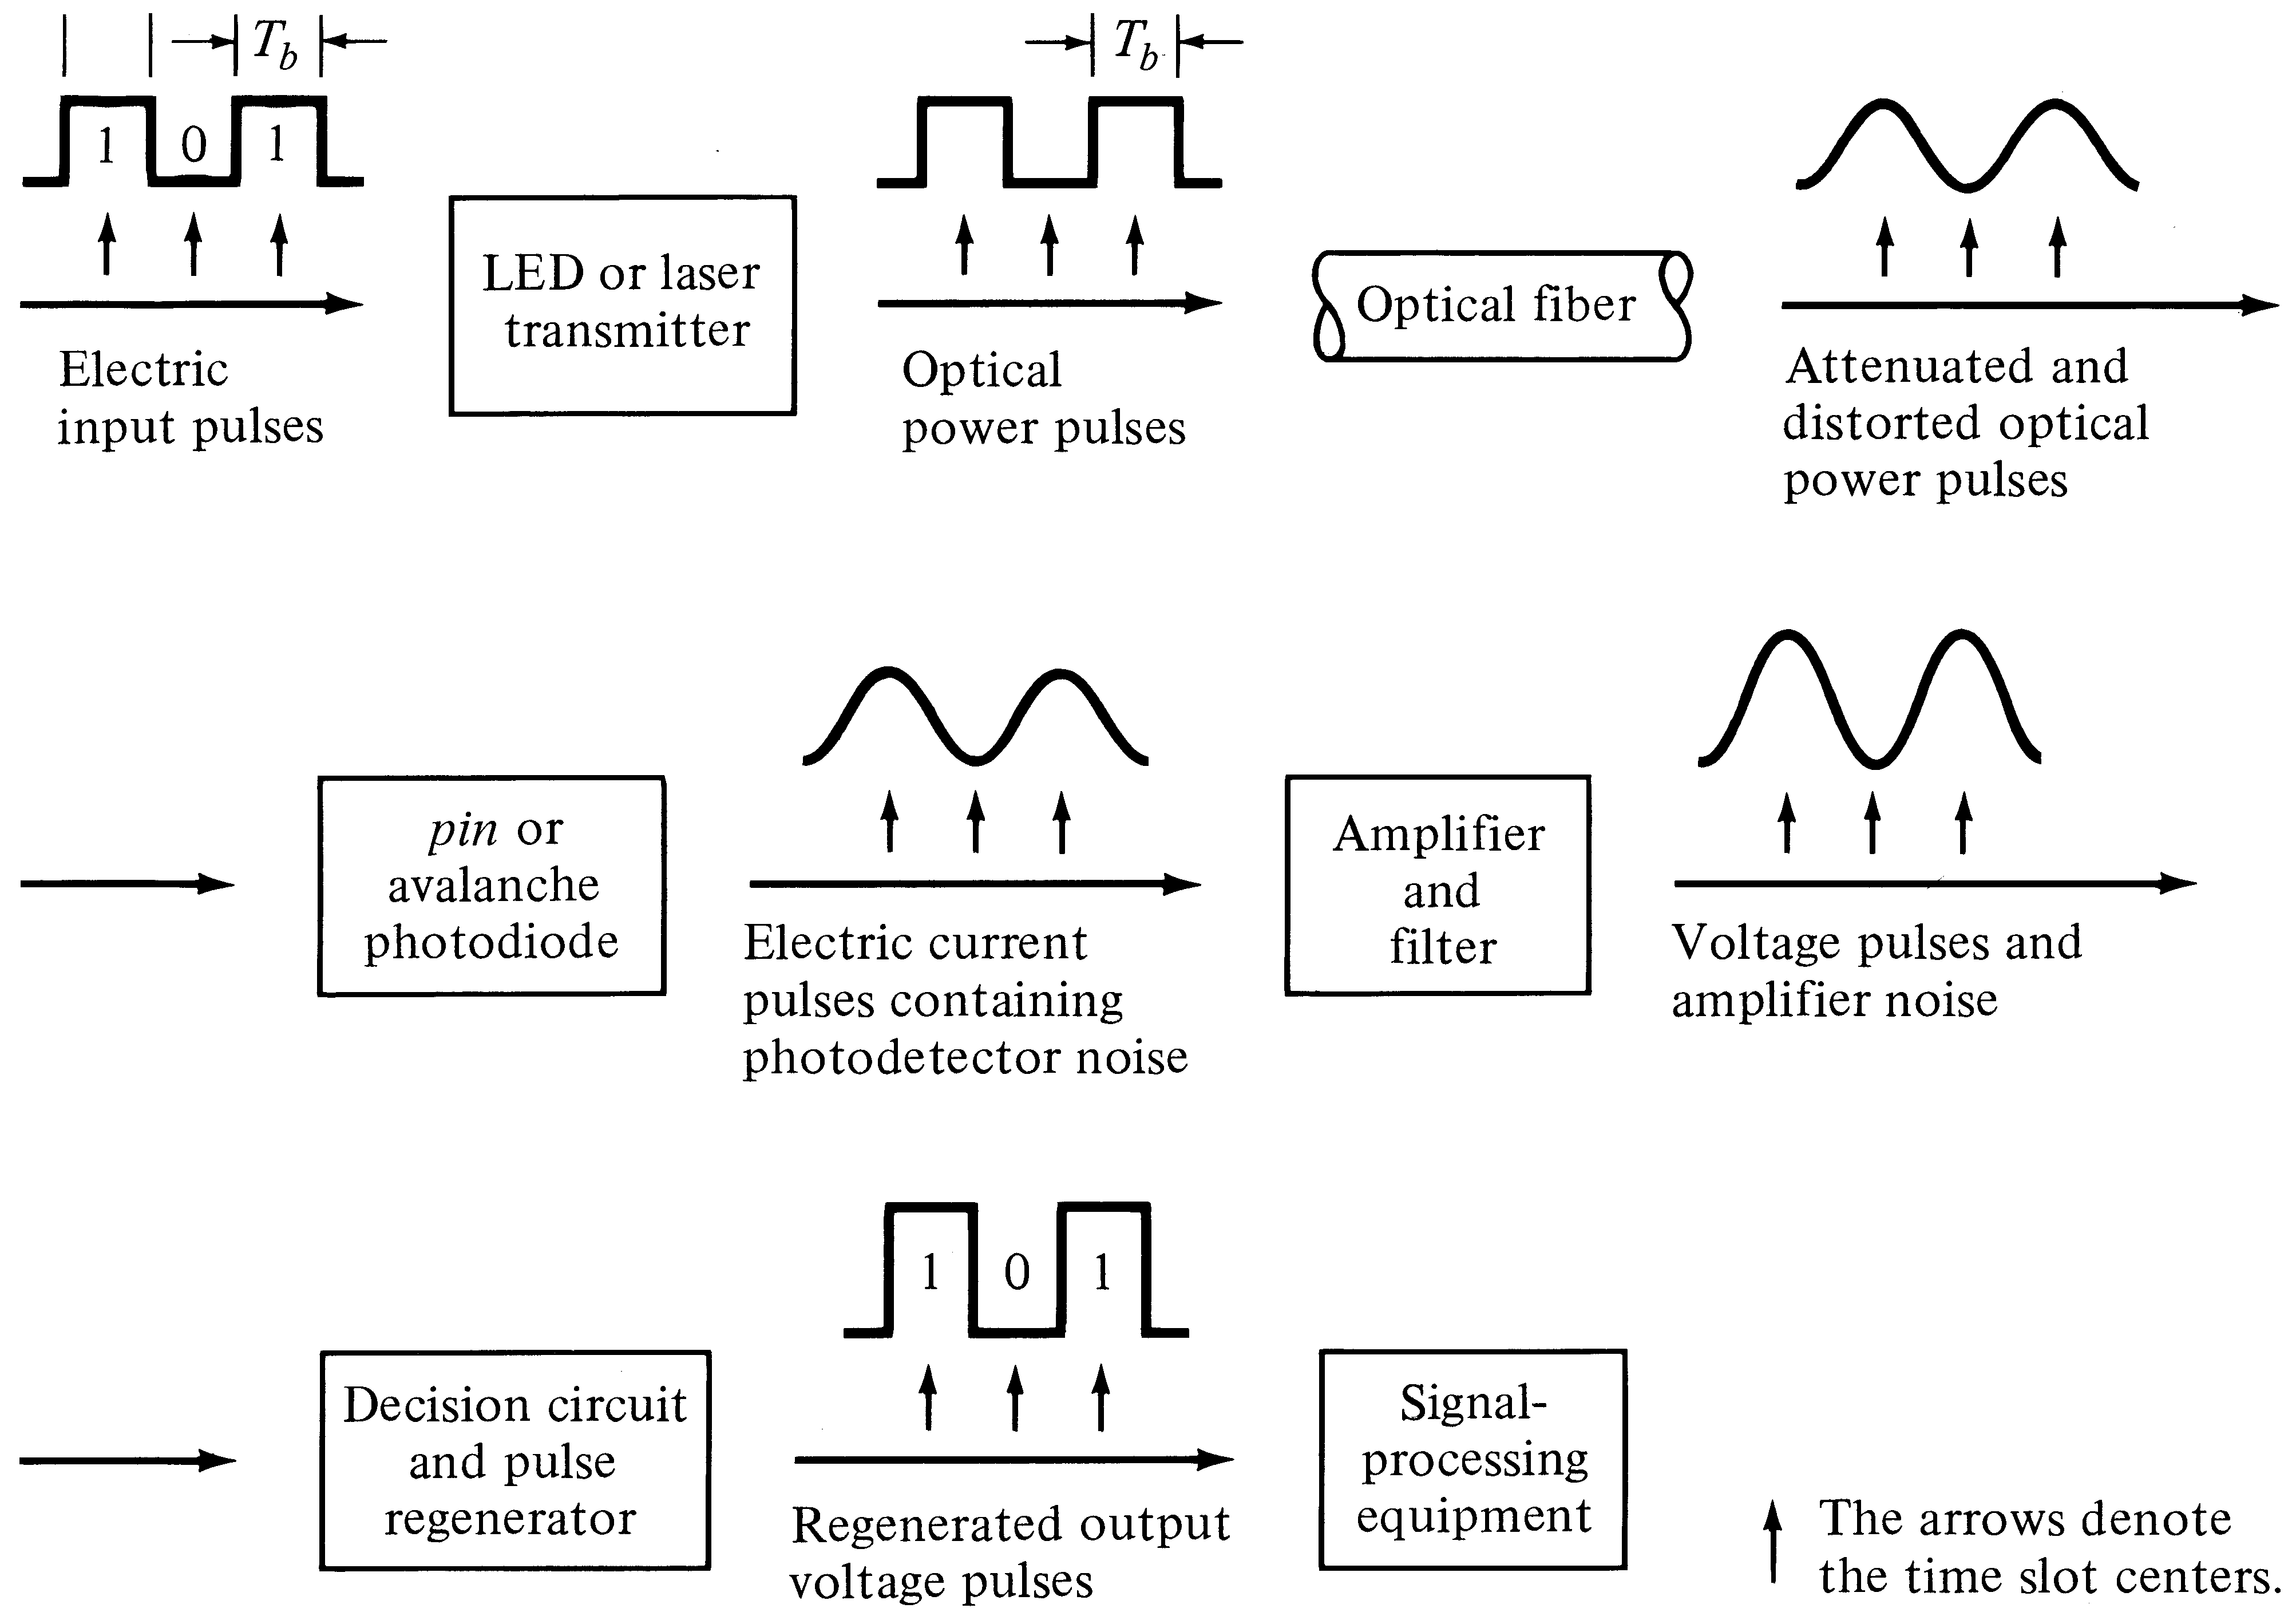 T_b
T_b
1 0 1
LED or laser
transmitter
Optical fiber
Electric
input pulses
Optical
power pulses
Attenuated and
distorted optical
power pulses
pin or
avalanche
photodiode
Amplifier
and
filter
Electric current
pulses containing
photodetector noise
Voltage pulses and
amplifier noise
1 0 1
Decision circuit
and pulse
regenerator
Signal-
processing
equipment
Regenerated output
voltage pulses
The arrows denote
the time slot centers.